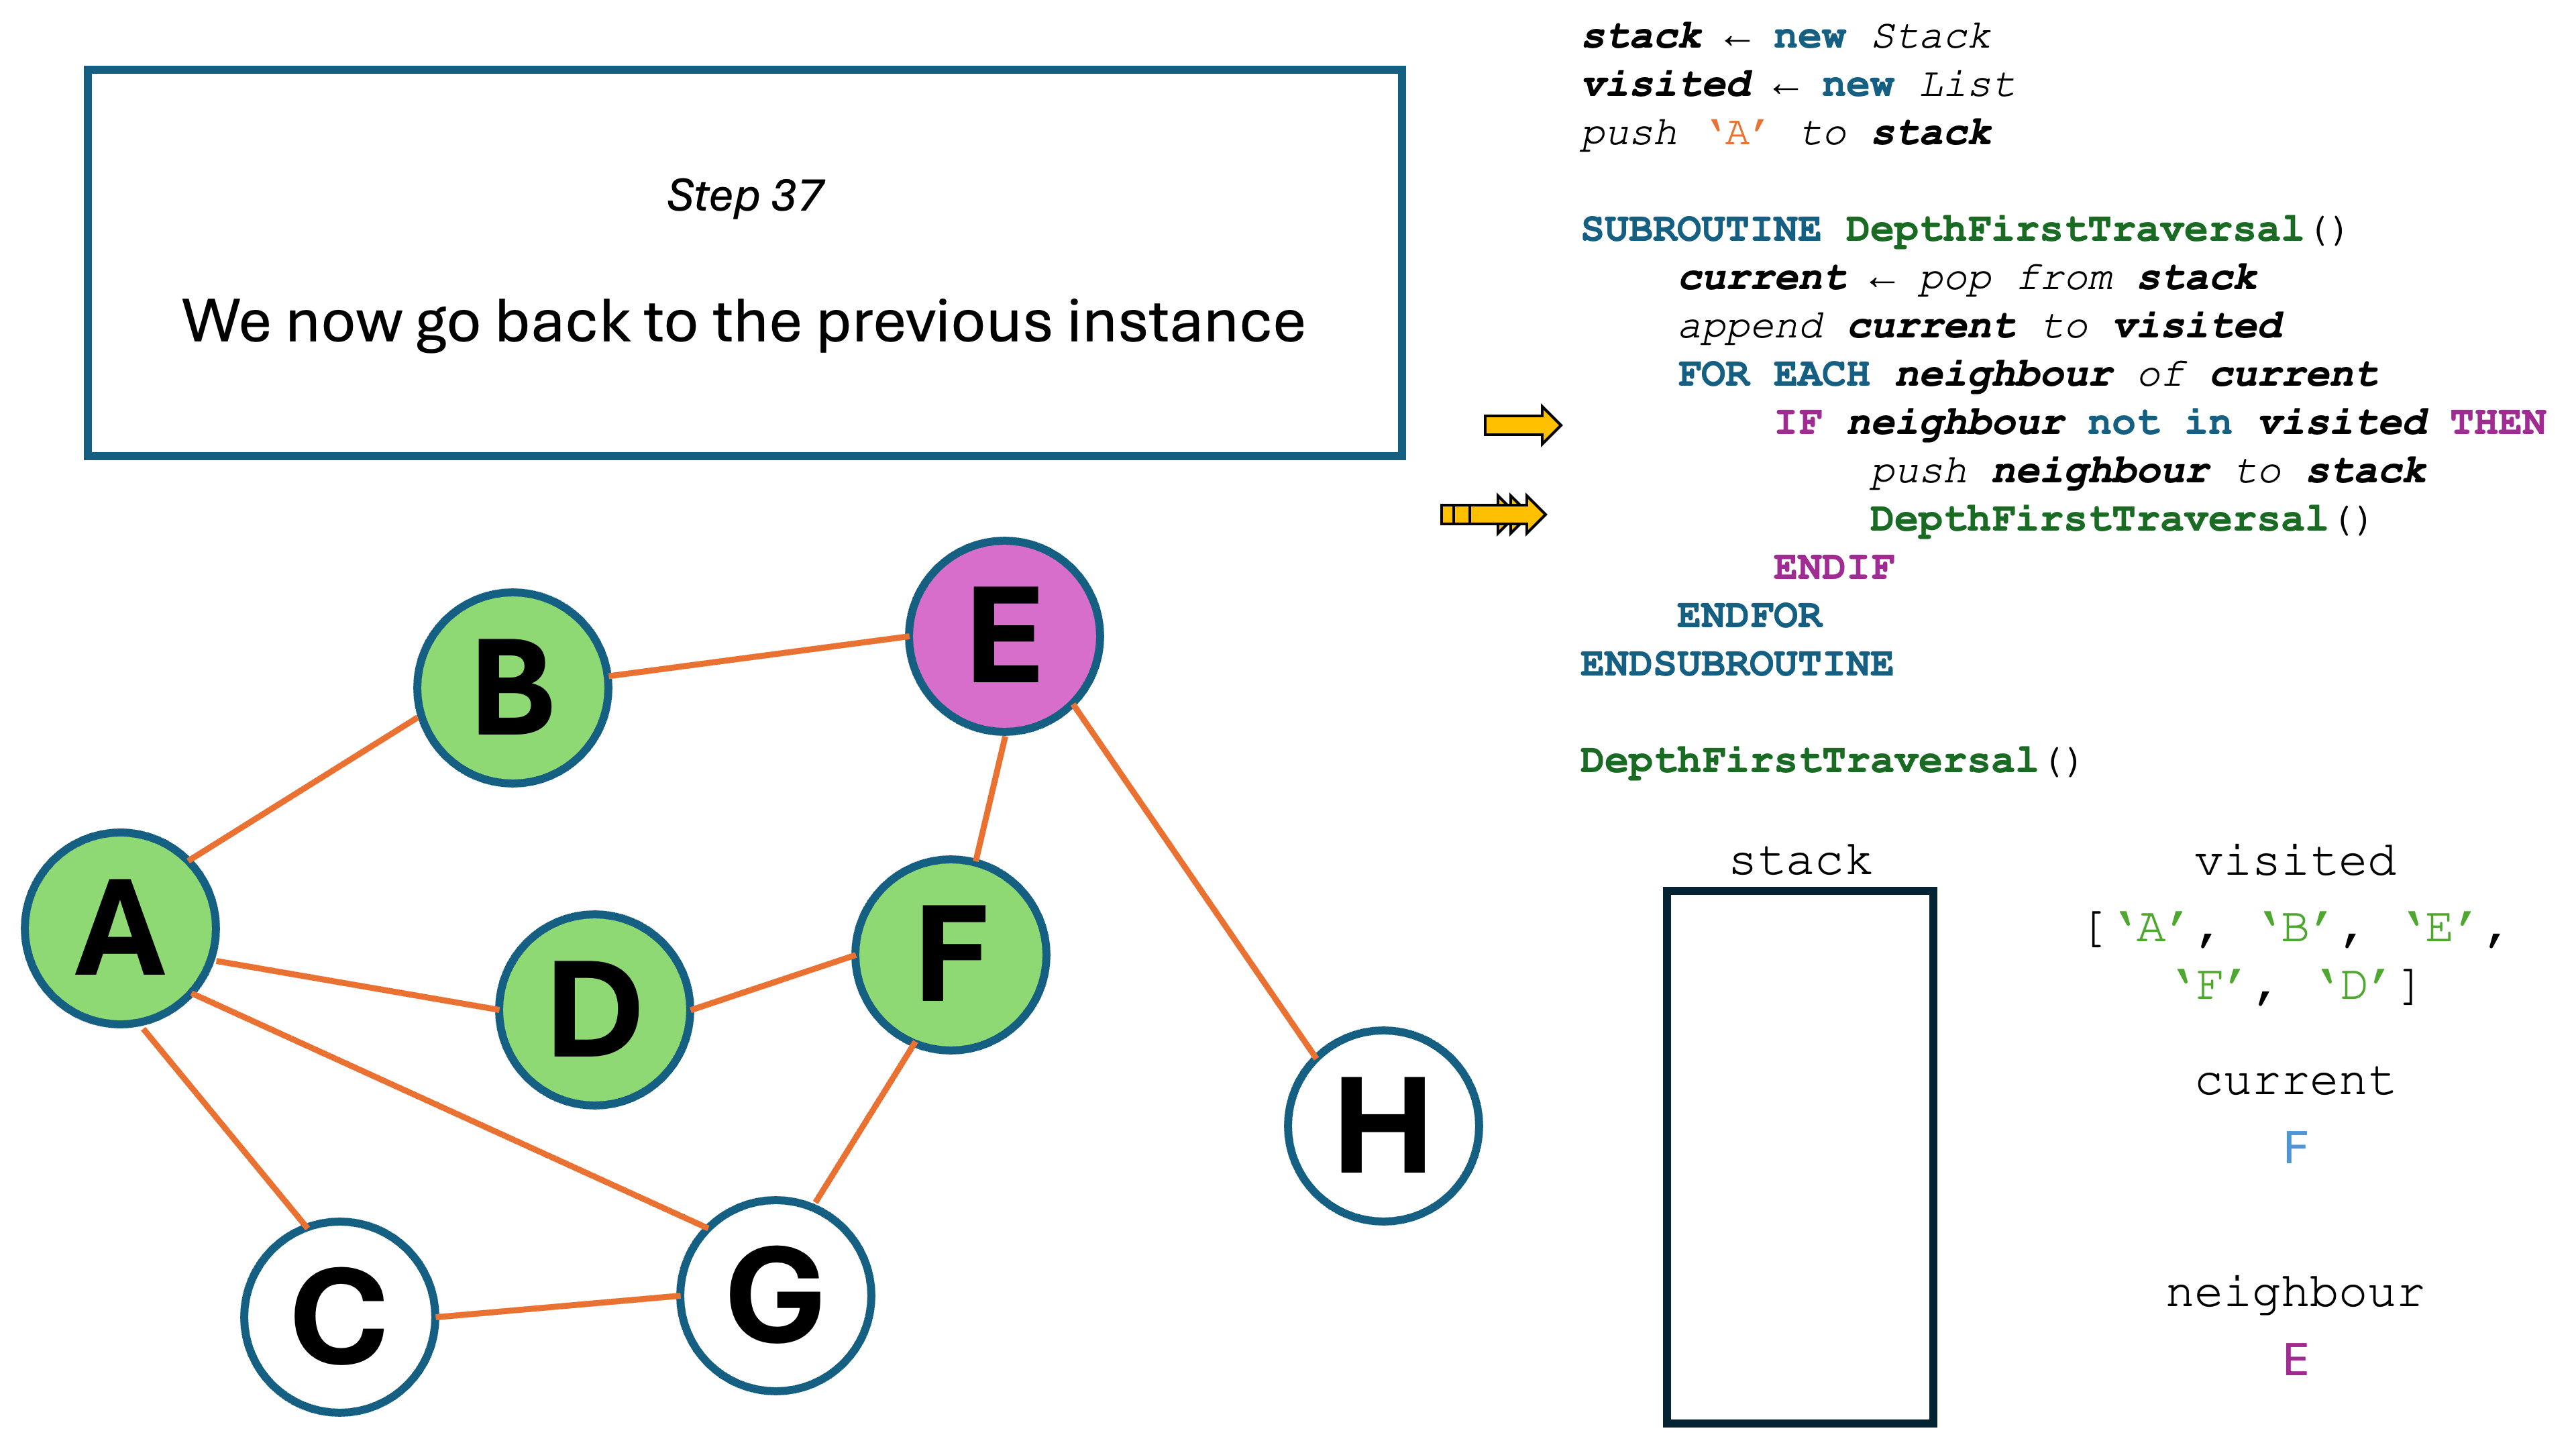 Step 37
We now go back to the previous instance
stack ← new Stack
visited ← new List
push ‘A’ to stack
SUBROUTINE DepthFirstTraversal()
current ← pop from stack
append current to visited
FOR EACH neighbour of current
IF neighbour not in visited THEN
push neighbour to stack
DepthFirstTraversal()
ENDIF
ENDFOR
ENDSUBROUTINE
DepthFirstTraversal()
B
E
A
D
F
H
C
G
stack
visited
[‘A’, ‘B’, ‘E’,
‘F’, ‘D’]
current
F
neighbour
E